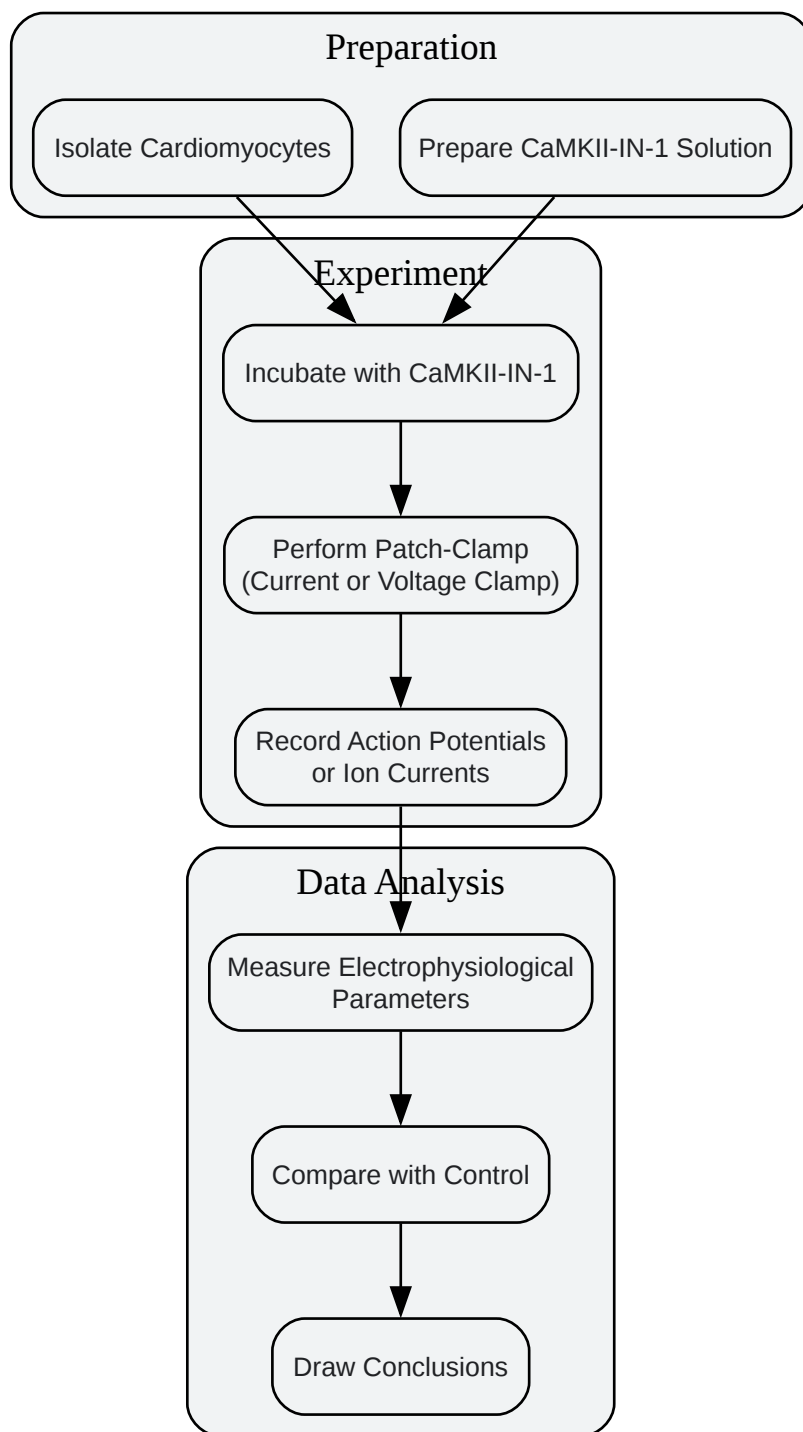 Preparation
Isolate Cardiomyocytes
Prepare CaMKII-IN-1 Solution
Experiment
Incubate with CaMKII-IN-1
Perform Patch-Clamp
(Current or Voltage Clamp)
Record Action Potentials
or Ion Currents
Data Analysis
Measure Electrophysiological
Parameters
Compare with Control
Draw Conclusions